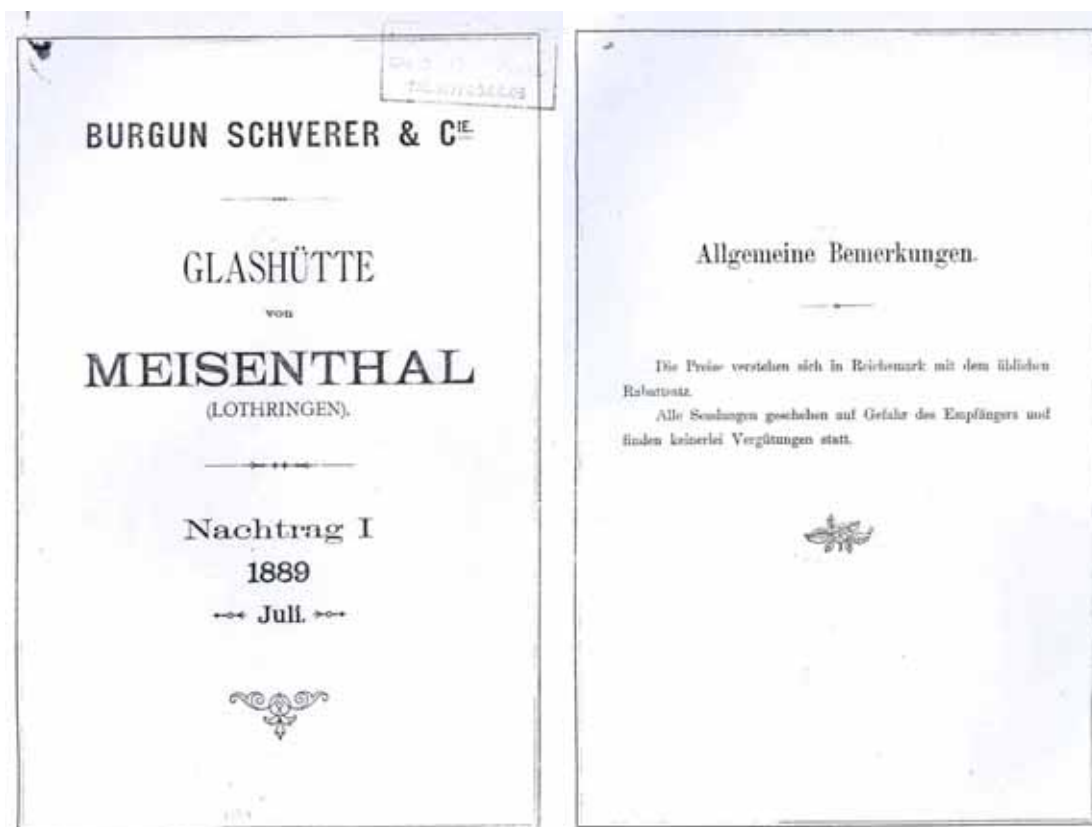 BURGUN SCHVERER & CIE.
GLASHÜTTE
von
MEISENTHAL
(LOTHRINGEN).
Nachtrag I
1889
Juli.
Allgemeine Bemerkungen.
Die Preise verstehen sich in Reichsmark mit dem üblichen
Rabattsatz.
Alle Sendungen geschehen auf Gefahr des Empfängers und
finden keinerlei Vergütungen statt.